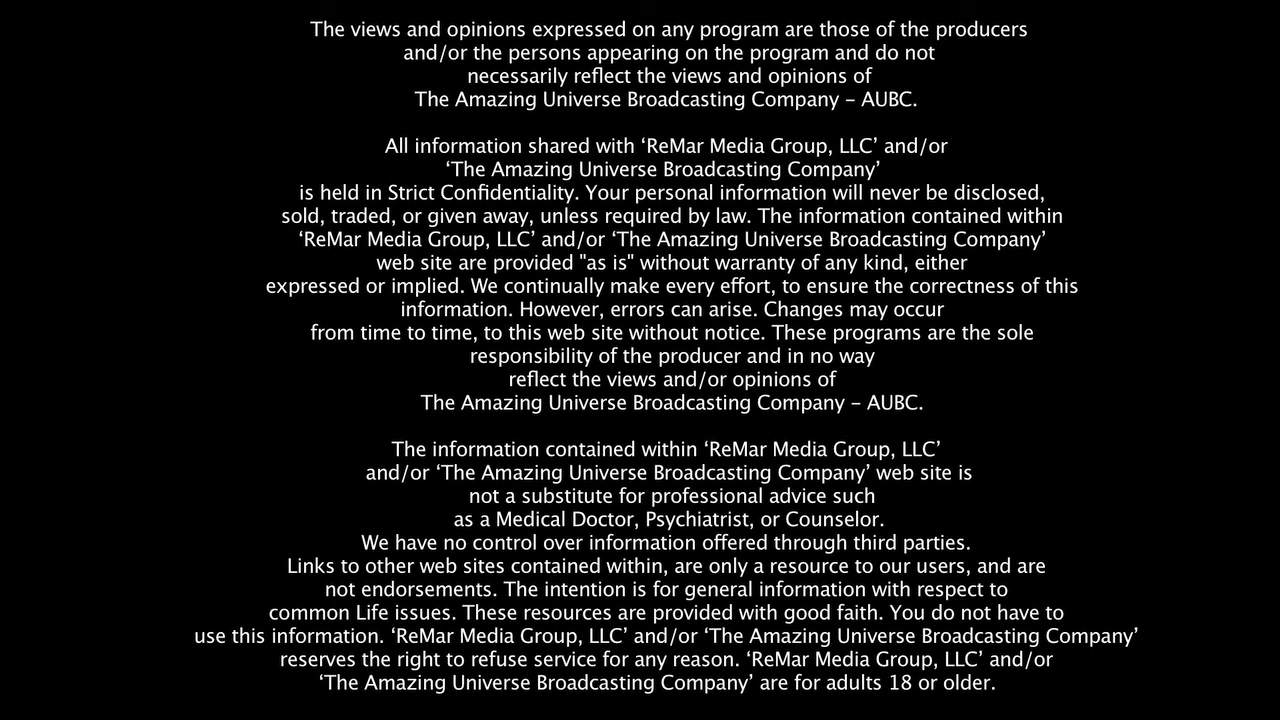 The views and opinions expressed on any program are those of the producers
and/or the persons appearing on the program and do not
necessarily reflect the views and opinions of
The Amazing Universe Broadcasting Company – AUBC.
All information shared with ‘ReMar Media Group, LLC’ and/or
‘The Amazing Universe Broadcasting Company’
is held in Strict Confidentiality. Your personal information will never be disclosed,
sold, traded, or given away, unless required by law. The information contained within
‘ReMar Media Group, LLC’ and/or ‘The Amazing Universe Broadcasting Company’
web site are provided "as is" without warranty of any kind, either
expressed or implied. We continually make every effort, to ensure the correctness of this
information. However, errors can arise. Changes may occur
from time to time, to this web site without notice. These programs are the sole
responsibility of the producer and in no way
reflect the views and/or opinions of
The Amazing Universe Broadcasting Company – AUBC.
The information contained within ‘ReMar Media Group, LLC’
and/or ‘The Amazing Universe Broadcasting Company’ web site is
not a substitute for professional advice such
as a Medical Doctor, Psychiatrist, or Counselor.
We have no control over information offered through third parties.
Links to other web sites contained within, are only a resource to our users, and are
not endorsements. The intention is for general information with respect to
common Life issues. These resources are provided with good faith. You do not have to
use this information. ‘ReMar Media Group, LLC’ and/or ‘The Amazing Universe Broadcasting Company’
reserves the right to refuse service for any reason. ‘ReMar Media Group, LLC’ and/or
‘The Amazing Universe Broadcasting Company’ are for adults 18 or older.